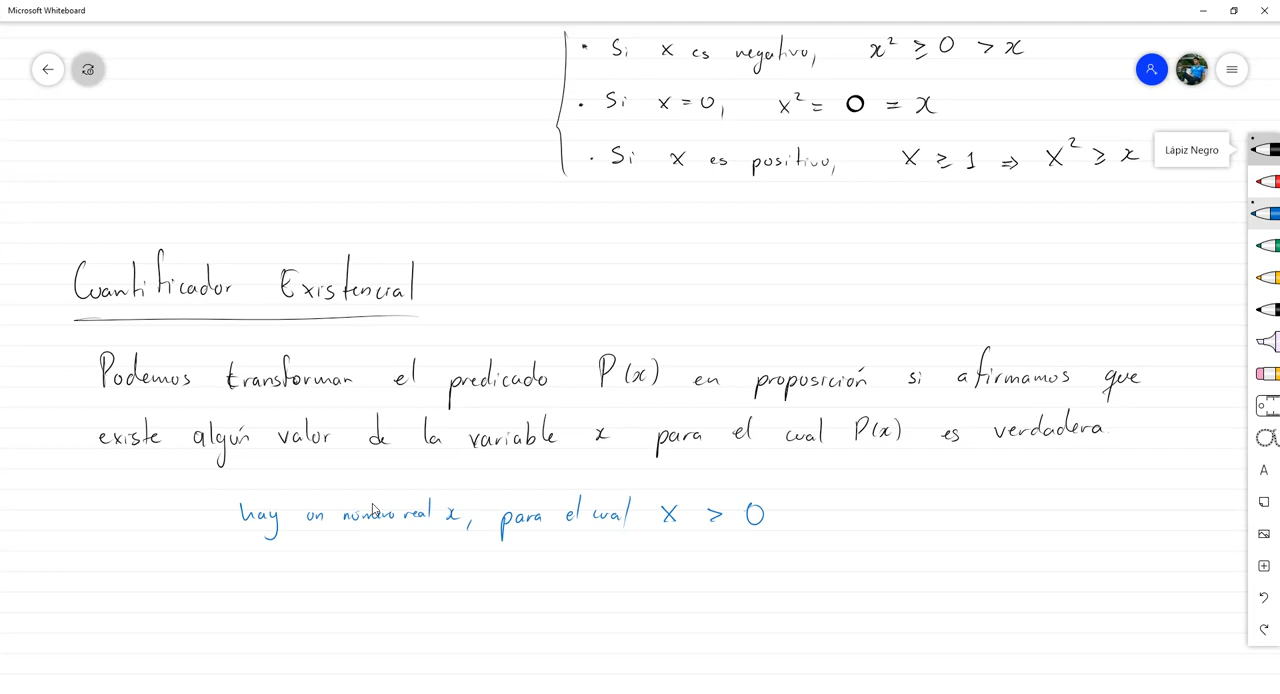 Microsoft Whiteboard
• Si x es negativo, x² ≥ 0 > x
• Si x = 0, x² = 0 = x
Lápiz Negro
• Si x es positivo, x ≥ 1 ⇒ x² ≥ x
Cuantificador Existencial
Podemos transformar el predicado P(x) en proposición si afirmamos que
existe algún valor de la variable x para el cual P(x) es verdadera.
hay un número real x, para el cual x > 0
A